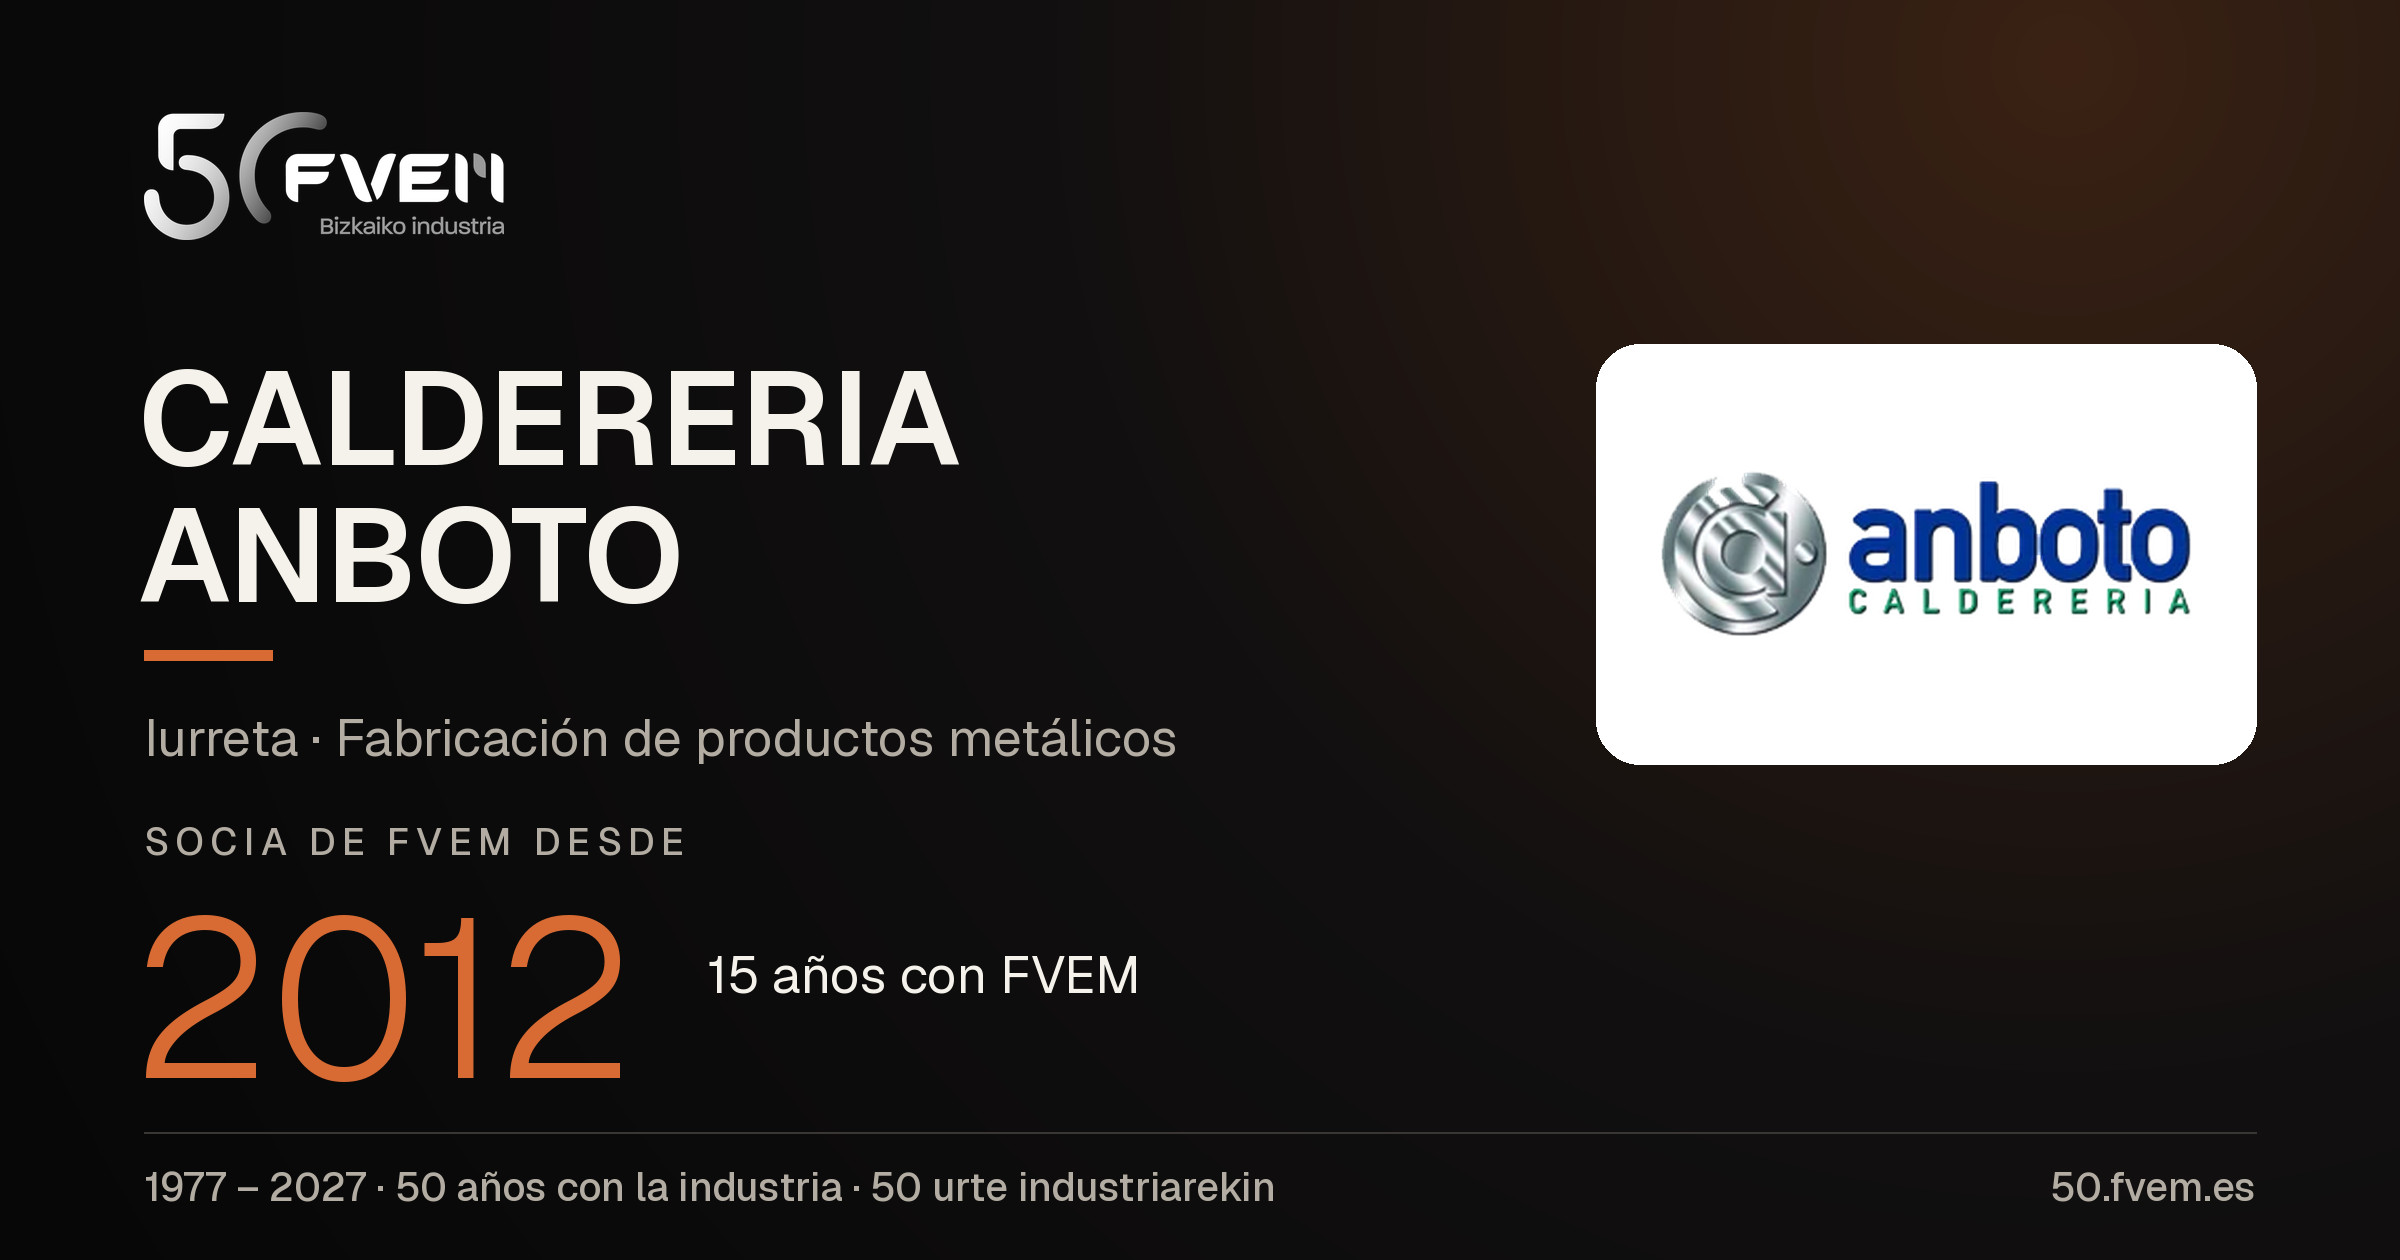 50 FVEM
Bizkaiko industria
CALDERERIA
ANBOTO
anboto
CALDERERIA
Iurreta · Fabricación de productos metálicos
SOCIA DE FVEM DESDE
2012
15 años con FVEM
1977 – 2027 · 50 años con la industria · 50 urte industriarekin
50.fvem.es